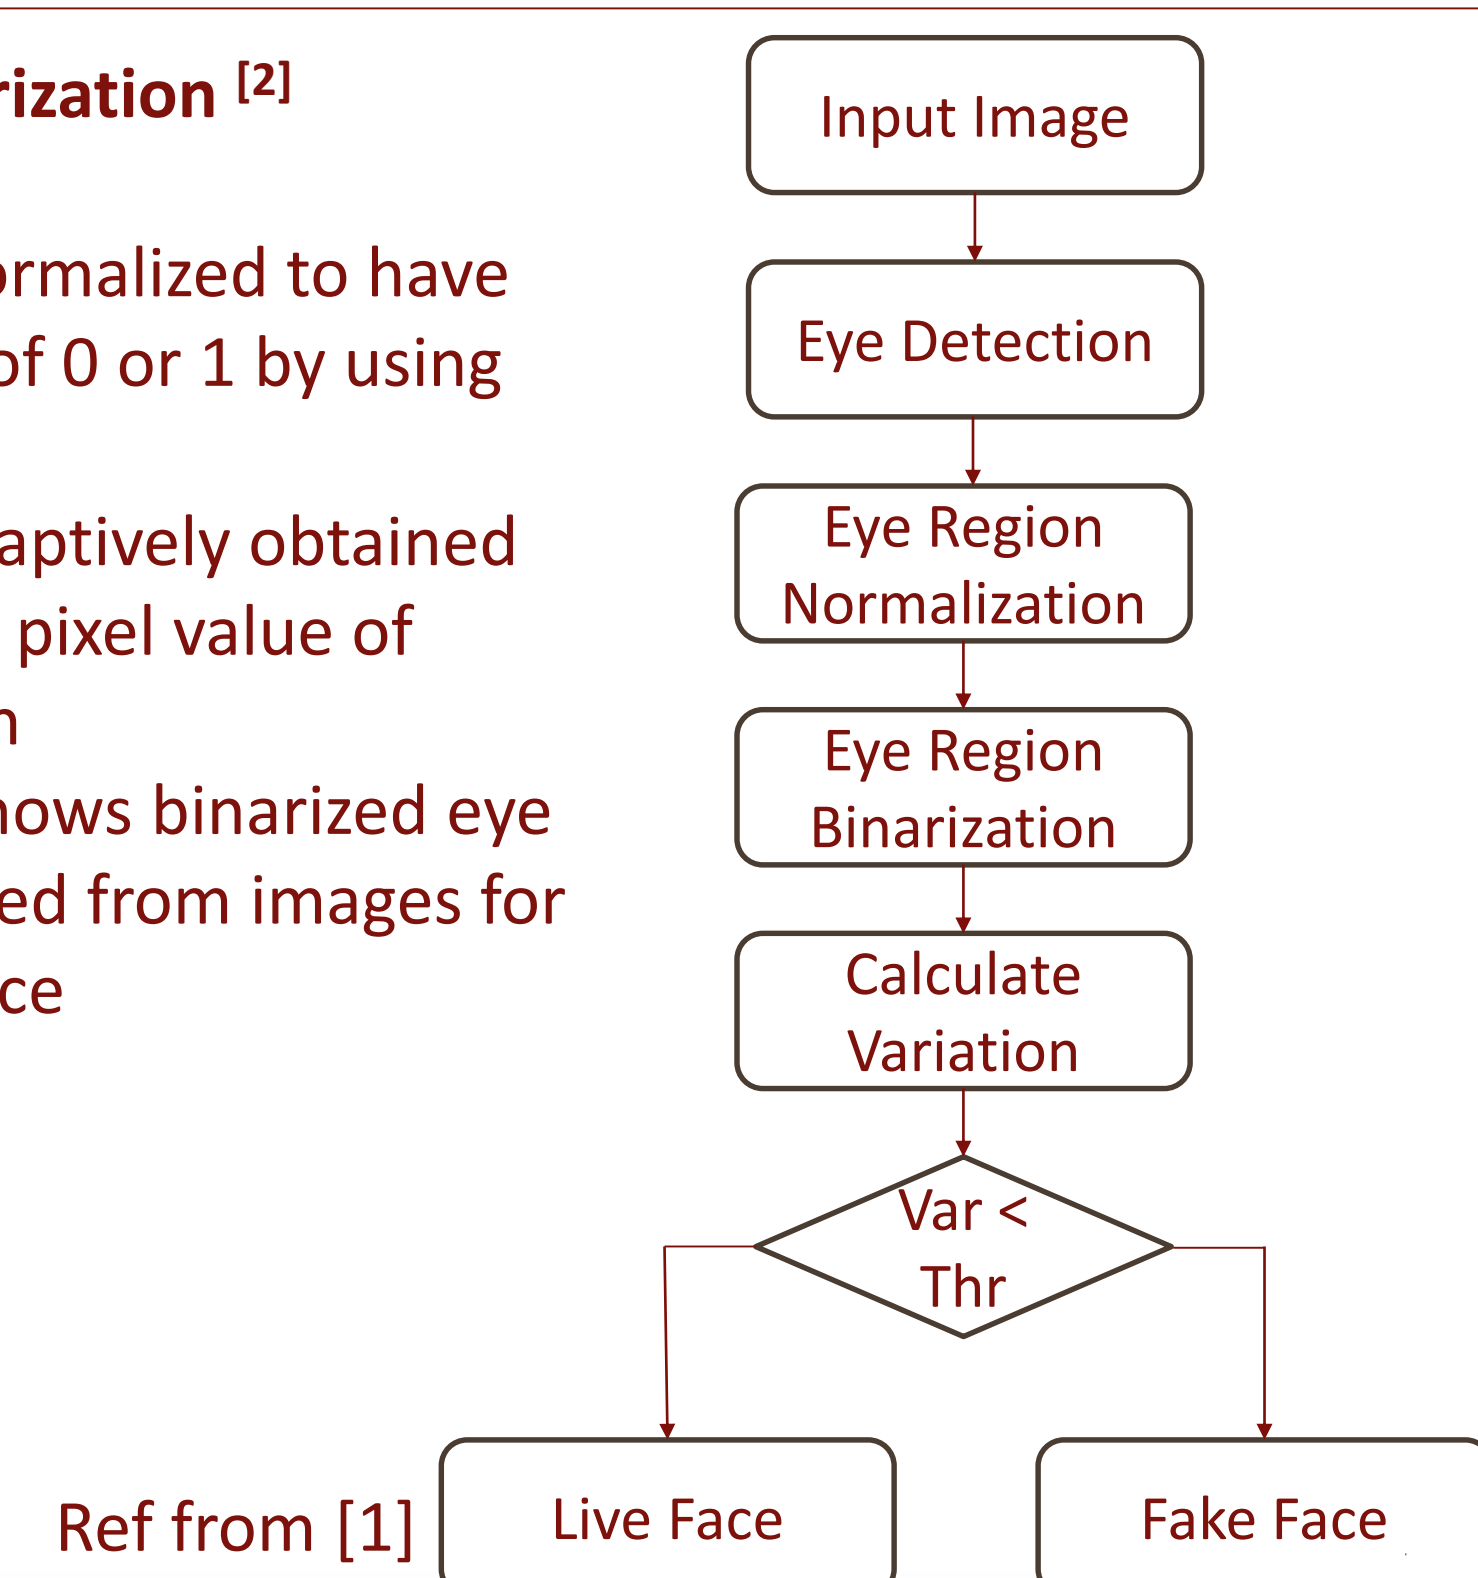 rization [2]
ormalized to have
of 0 or 1 by using
aptively obtained
pixel value of
nows binarized eye
ed from images for
ce
Ref from [1]
Input Image
Eye Detection
Eye Region
Normalization
Eye Region
Binarization
Calculate
Variation
Var <
Thr
Live Face
Fake Face